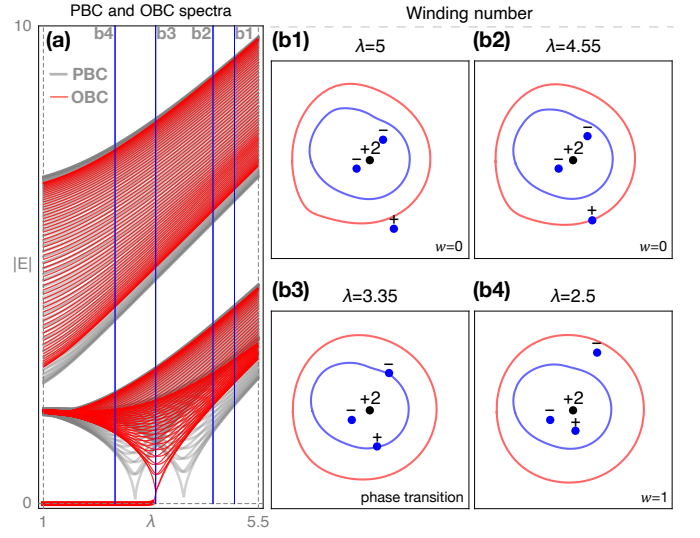 PBC and OBC spectra
Winding number
(a)
b4
b3
b2
b1
10
PBC
OBC
|E|
0
1
λ
5.5
(b1)
λ=5
−
+2
−
+
w=0
(b2)
λ=4.55
−
+2
−
+
w=0
(b3)
λ=3.35
−
+2
−
+
phase transition
(b4)
λ=2.5
−
+2
−
+
w=1